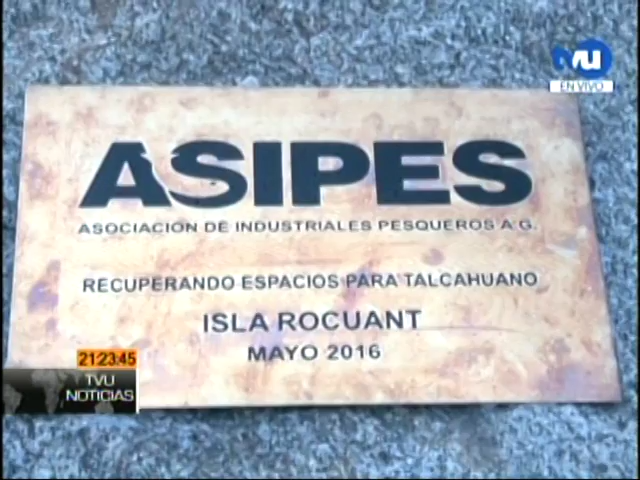 TVU
EN VIVO
ASIPES
ASOCIACION DE INDUSTRIALES PESQUEROS A.G.
RECUPERANDO ESPACIOS PARA TALCAHUANO
ISLA ROCUANT
MAYO 2016
21:23:45
TVU
NOTICIAS